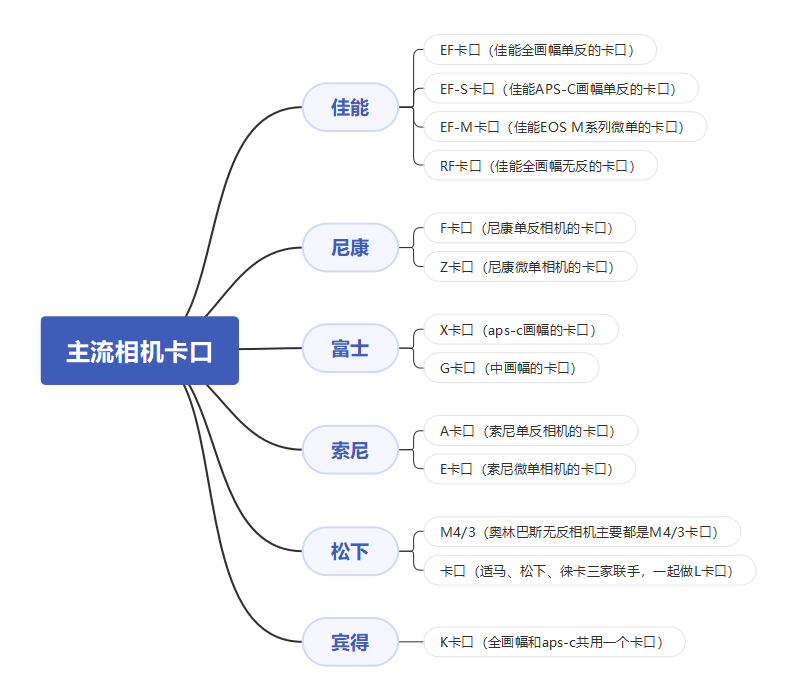 主流相机卡口
佳能
EF卡口（佳能全画幅单反的卡口）
EF-S卡口（佳能APS-C画幅单反的卡口）
EF-M卡口（佳能EOS M系列微单的卡口）
RF卡口（佳能全画幅无反的卡口）
尼康
F卡口（尼康单反相机的卡口）
Z卡口（尼康微单相机的卡口）
富士
X卡口（aps-c画幅的卡口）
G卡口（中画幅的卡口）
索尼
A卡口（索尼单反相机的卡口）
E卡口（索尼微单相机的卡口）
松下
M4/3（奥林巴斯无反相机主要都是M4/3卡口）
卡口（适马、松下、徕卡三家联手，一起做L卡口）
宾得
K卡口（全画幅和aps-c共用一个卡口）